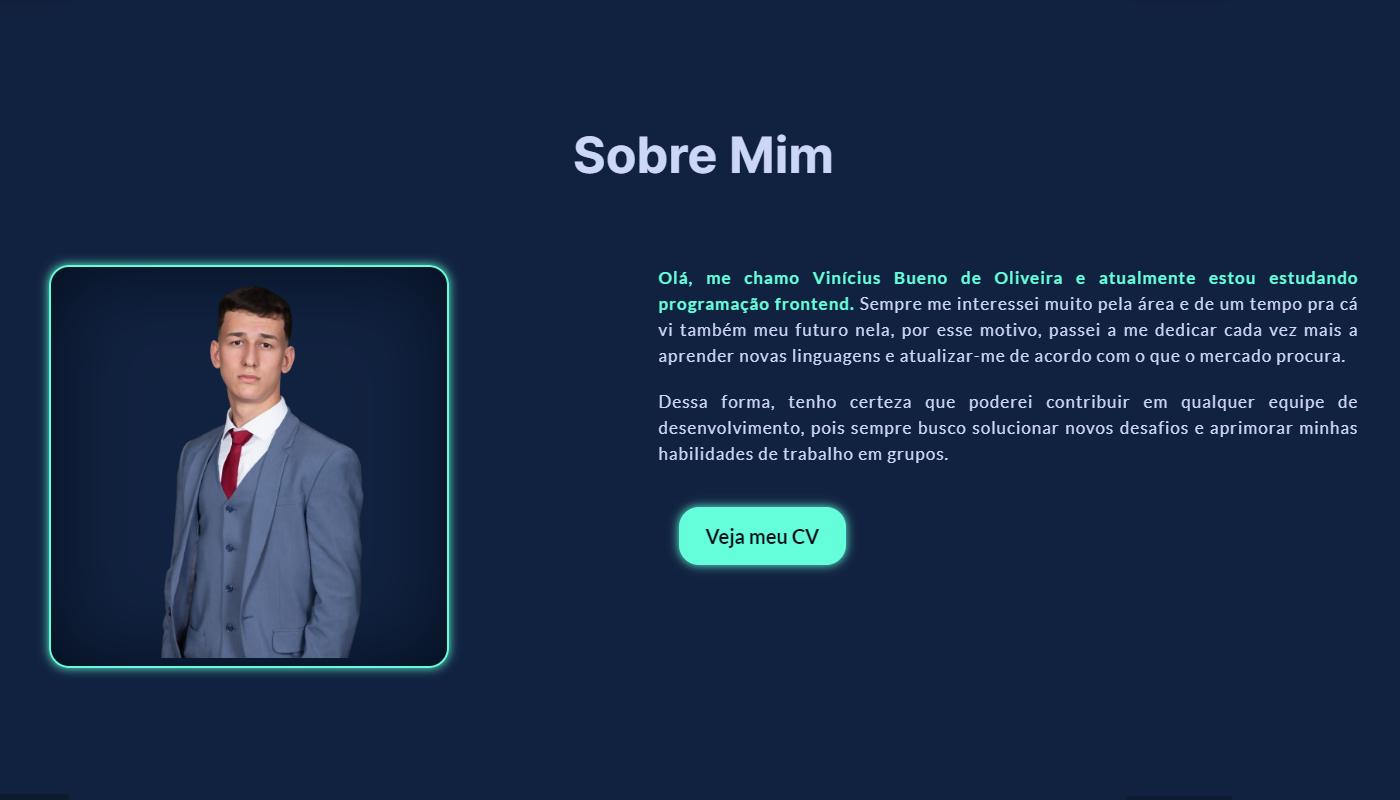 Sobre Mim
Olá, me chamo Vinícius Bueno de Oliveira e atualmente estou estudando
programação frontend. Sempre me interessei muito pela área e de um tempo pra cá
vi também meu futuro nela, por esse motivo, passei a me dedicar cada vez mais a
aprender novas linguagens e atualizar-me de acordo com o que o mercado procura.
Dessa forma, tenho certeza que poderei contribuir em qualquer equipe de
desenvolvimento, pois sempre busco solucionar novos desafios e aprimorar minhas
habilidades de trabalho em grupos.
Veja meu CV